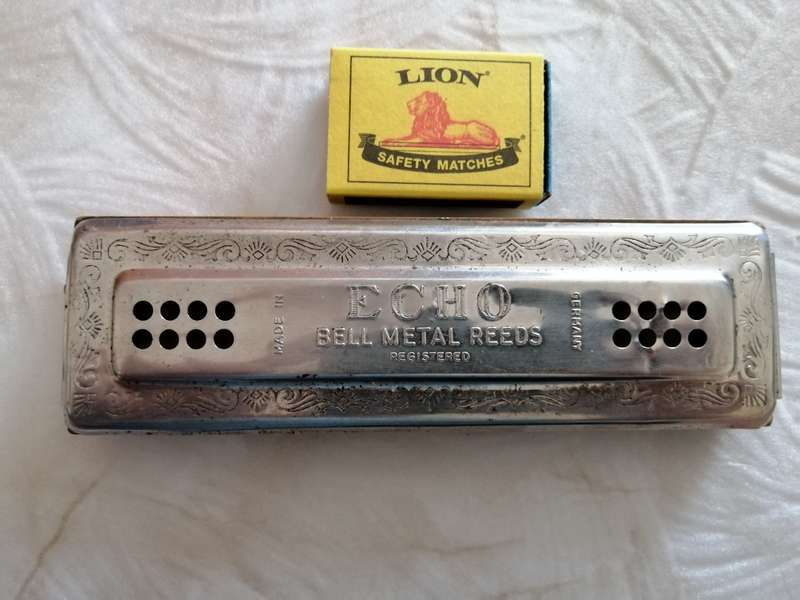 LION
SAFETY MATCHES
MADE IN
ECHO
GERMANY
BELL METAL REEDS
REGISTERED